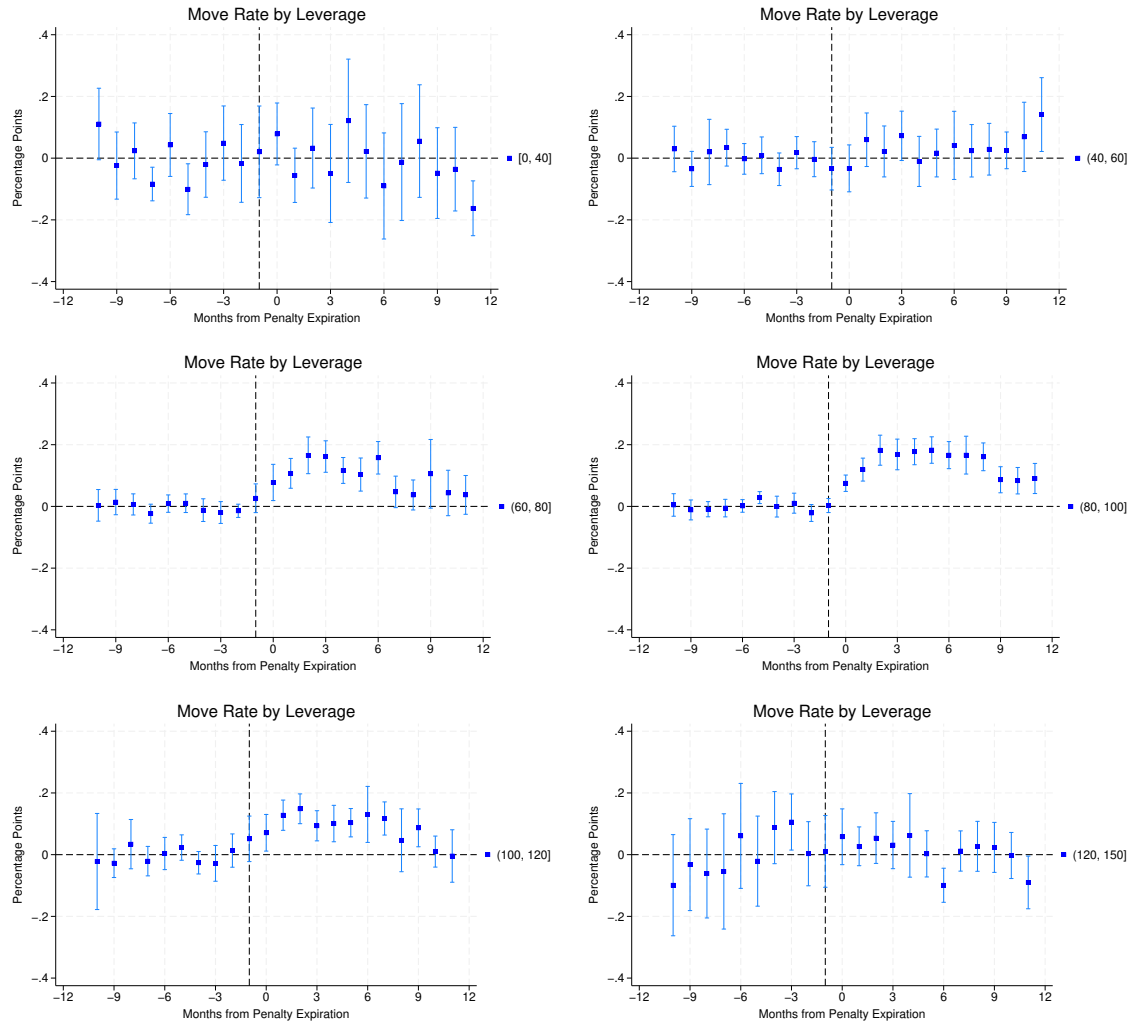 Move Rate by Leverage
Percentage Points
.4
.2
0
−.2
−.4
−12 −9 −6 −3 0 3 6 9 12
Months from Penalty Expiration
[0, 40]
Move Rate by Leverage
Percentage Points
.4
.2
0
−.2
−.4
−12 −9 −6 −3 0 3 6 9 12
Months from Penalty Expiration
(40, 60]
Move Rate by Leverage
Percentage Points
.4
.2
0
−.2
−.4
−12 −9 −6 −3 0 3 6 9 12
Months from Penalty Expiration
(60, 80]
Move Rate by Leverage
Percentage Points
.4
.2
0
−.2
−.4
−12 −9 −6 −3 0 3 6 9 12
Months from Penalty Expiration
(80, 100]
Move Rate by Leverage
Percentage Points
.4
.2
0
−.2
−.4
−12 −9 −6 −3 0 3 6 9 12
Months from Penalty Expiration
(100, 120]
Move Rate by Leverage
Percentage Points
.4
.2
0
−.2
−.4
−12 −9 −6 −3 0 3 6 9 12
Months from Penalty Expiration
(120, 150]